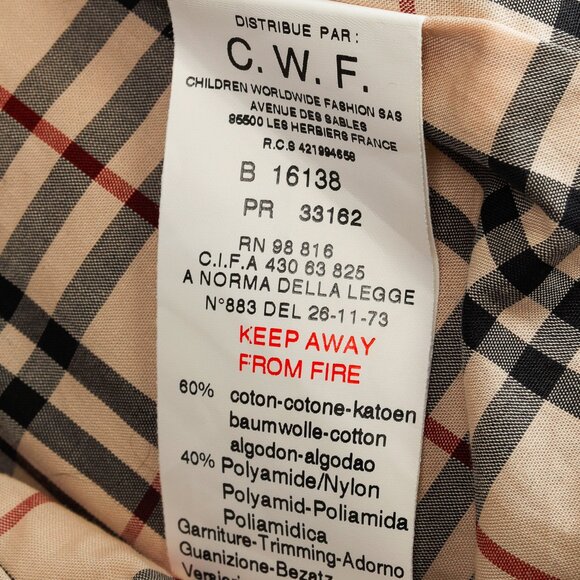 DISTRIBUE PAR :
C. W. F.
CHILDREN WORLDWIDE FASHION SAS
AVENUE DES SABLES
85500 LES HERBIERS FRANCE
R.C.S 421994658
B 16138
PR 33162
RN 98 816
C.I.F.A 430 63 825
A NORMA DELLA LEGGE
N°883 DEL 26-11-73
KEEP AWAY
FROM FIRE
60% coton-cotone-katoen
baumwolle-cotton
algodon-algodao
40% Polyamide/Nylon
Polyamid-Poliamida
Poliamidica
Garniture-Trimming-Adorno
Guanizione-Bezatz